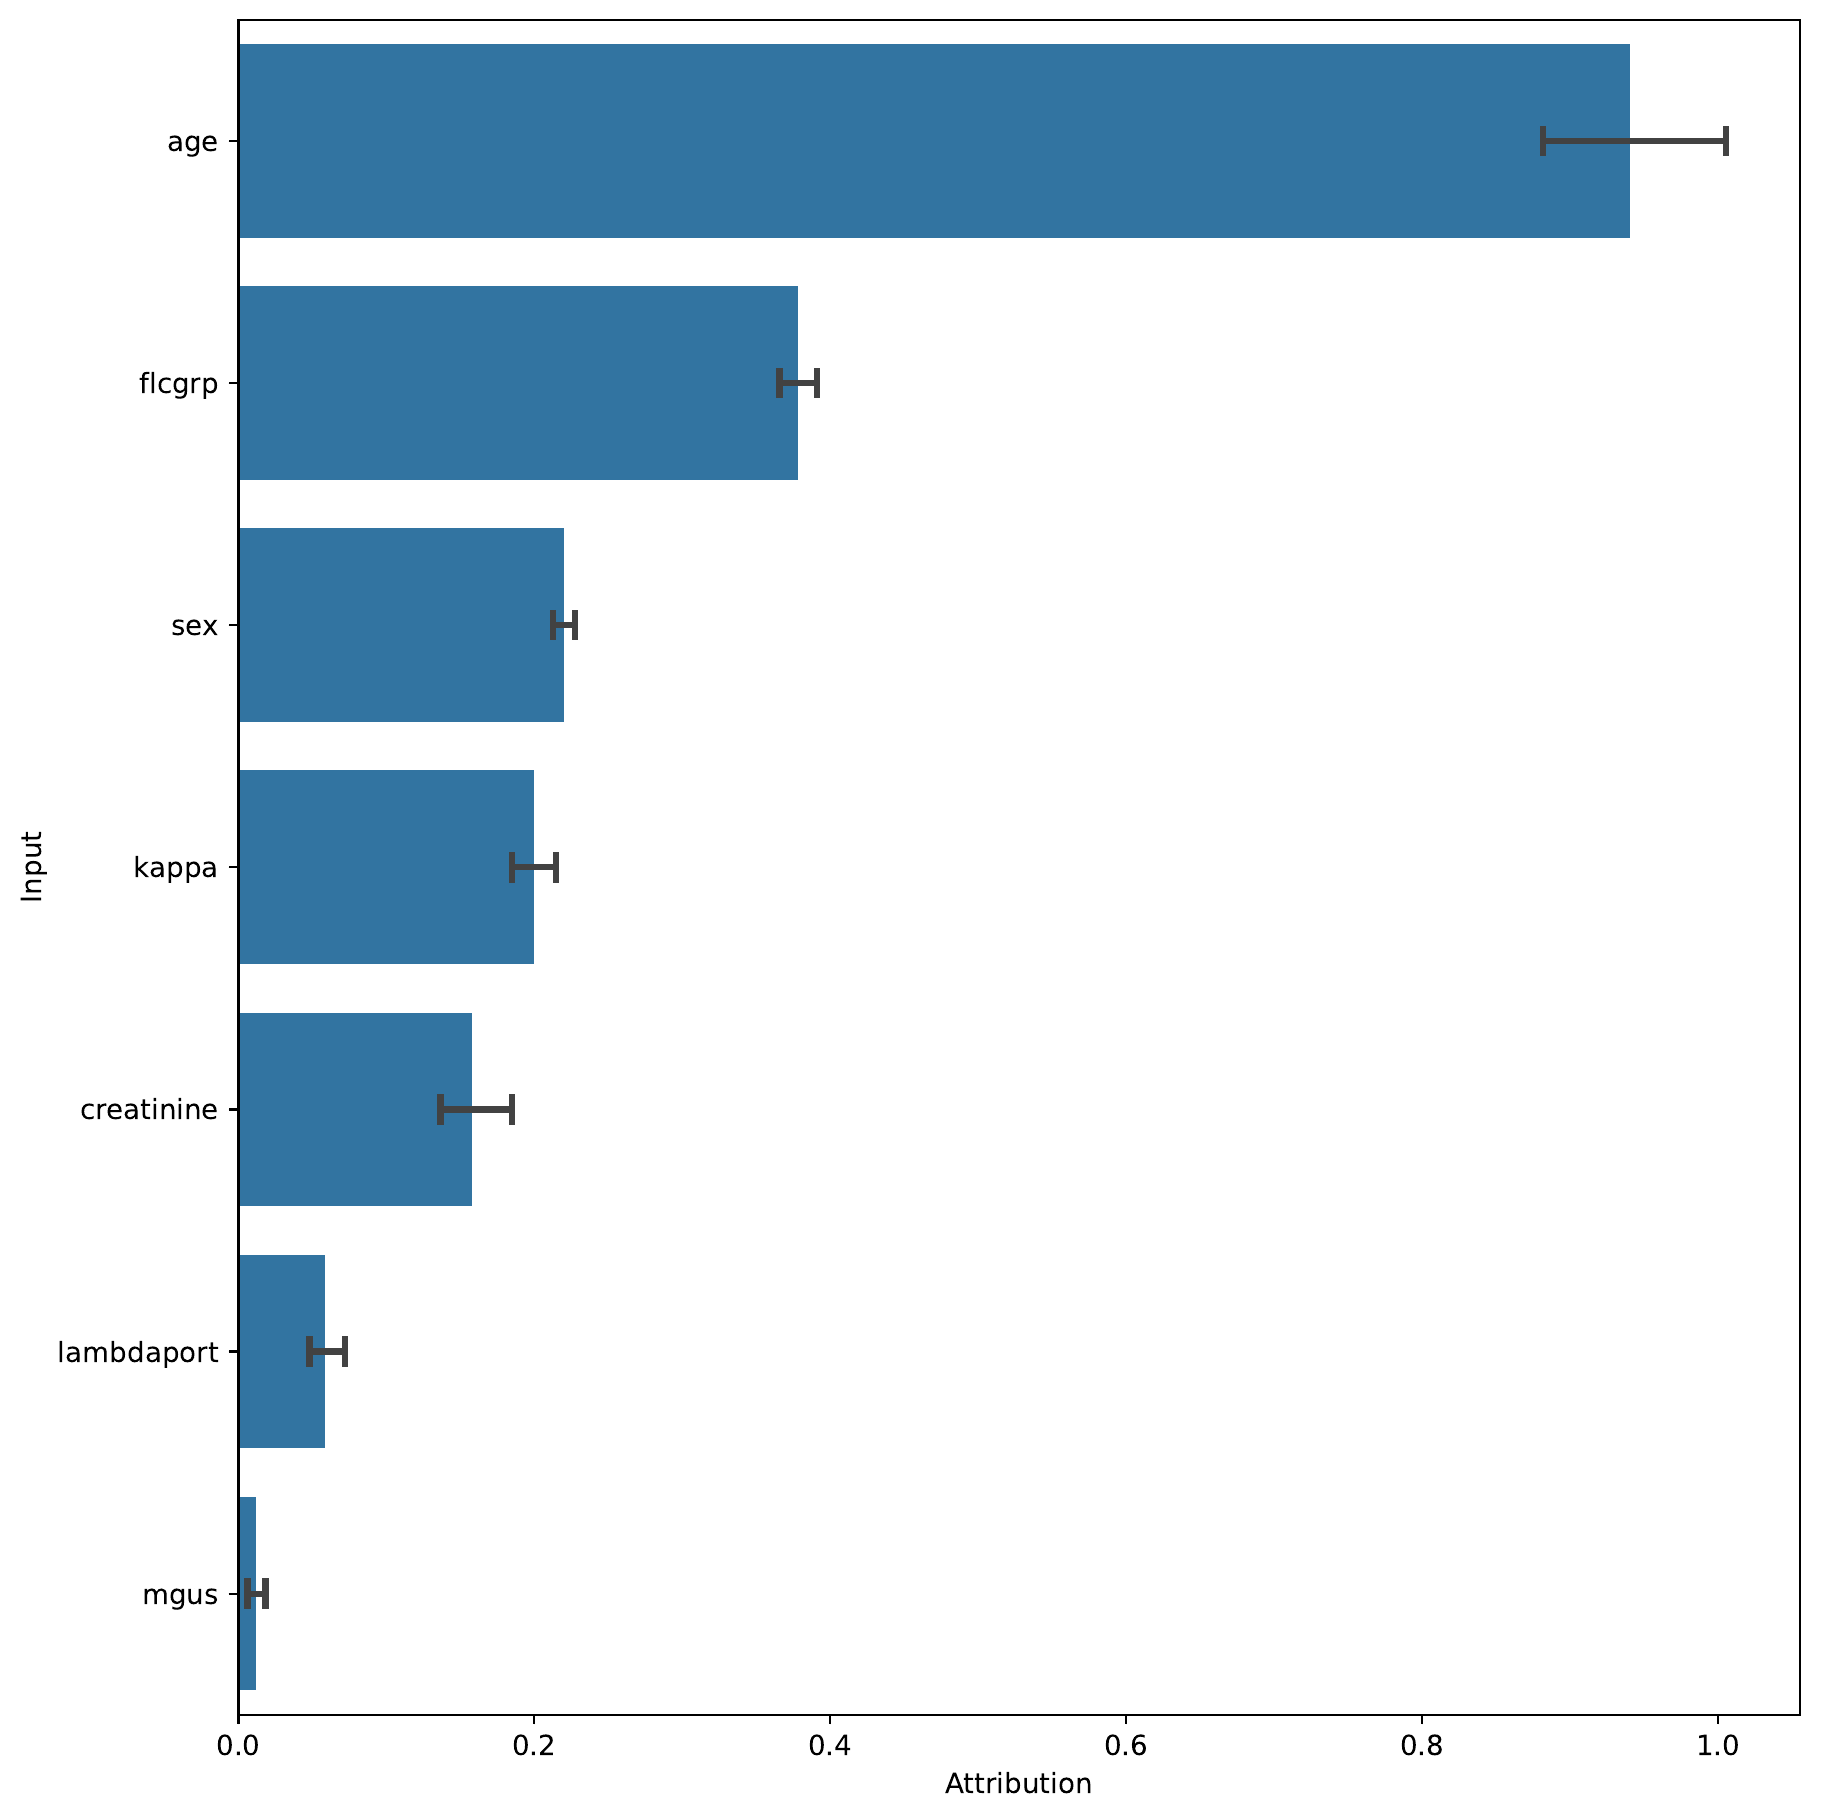 age
flcgrp
sex
kappa
creatinine
lambdaport
mgus
Input
0.0 0.2 0.4 0.6 0.8 1.0
Attribution